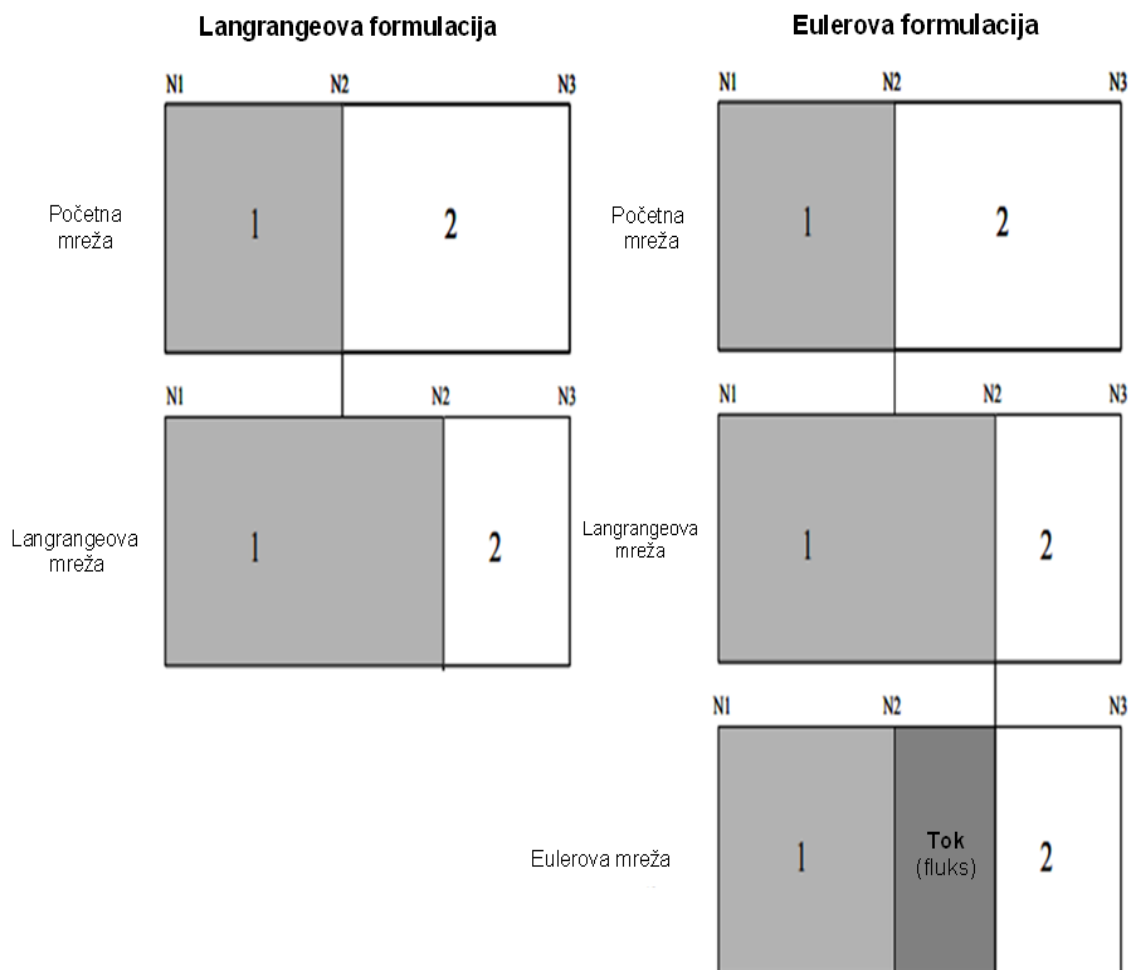 Langrangeova formulacija
N1 N2 N3
Početna
mreža
1 2
N1 N2 N3
Langrangeova
mreža
1 2
Eulerova formulacija
N1 N2 N3
Početna
mreža
1 2
N1 N2 N3
Langrangeova
mreža
1 2
N1 N2 N3
Eulerova mreža
1 Tok 2
(fluks)